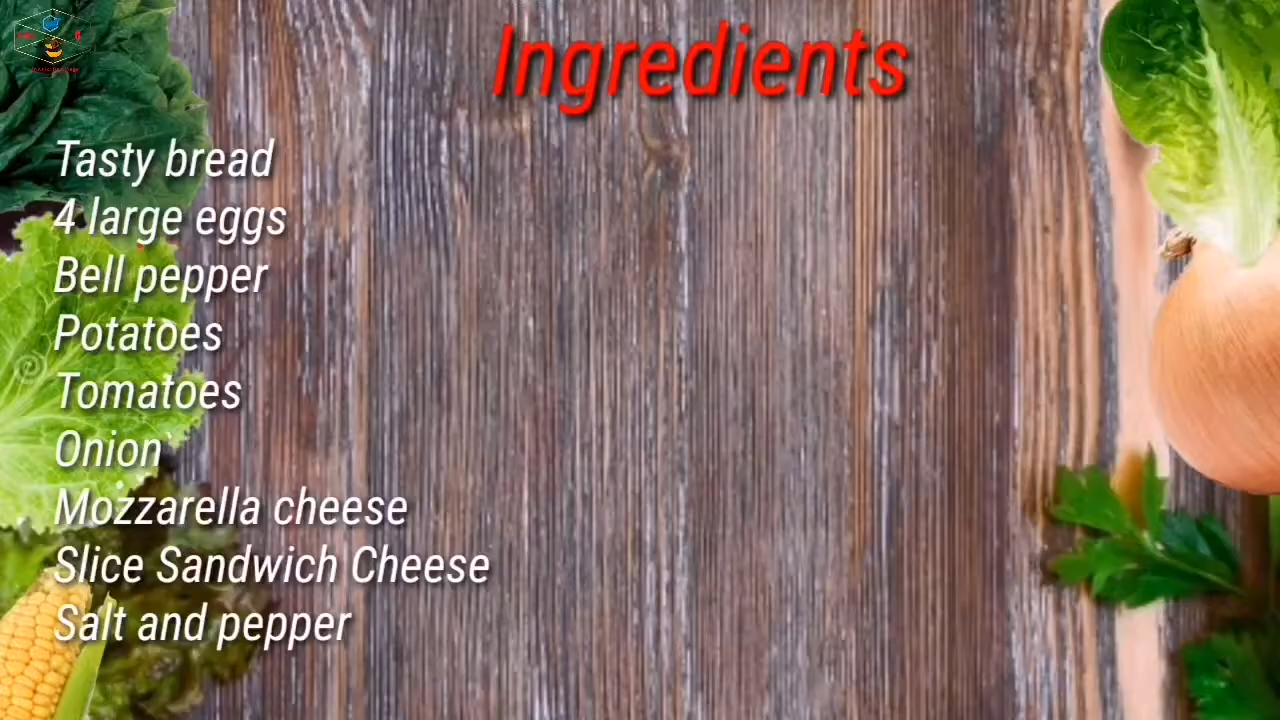 Ingredients
Tasty bread
4 large eggs
Bell pepper
Potatoes
Tomatoes
Onion
Mozzarella cheese
Slice Sandwich Cheese
Salt and pepper